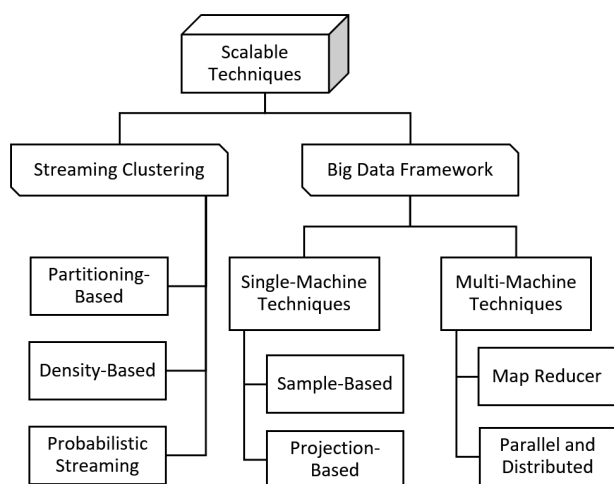 Scalable
Techniques
Streaming Clustering
Big Data Framework
Partitioning-
Based
Single-Machine
Techniques
Multi-Machine
Techniques
Density-Based
Sample-Based
Map Reducer
Probabilistic
Streaming
Projection-
Based
Parallel and
Distributed